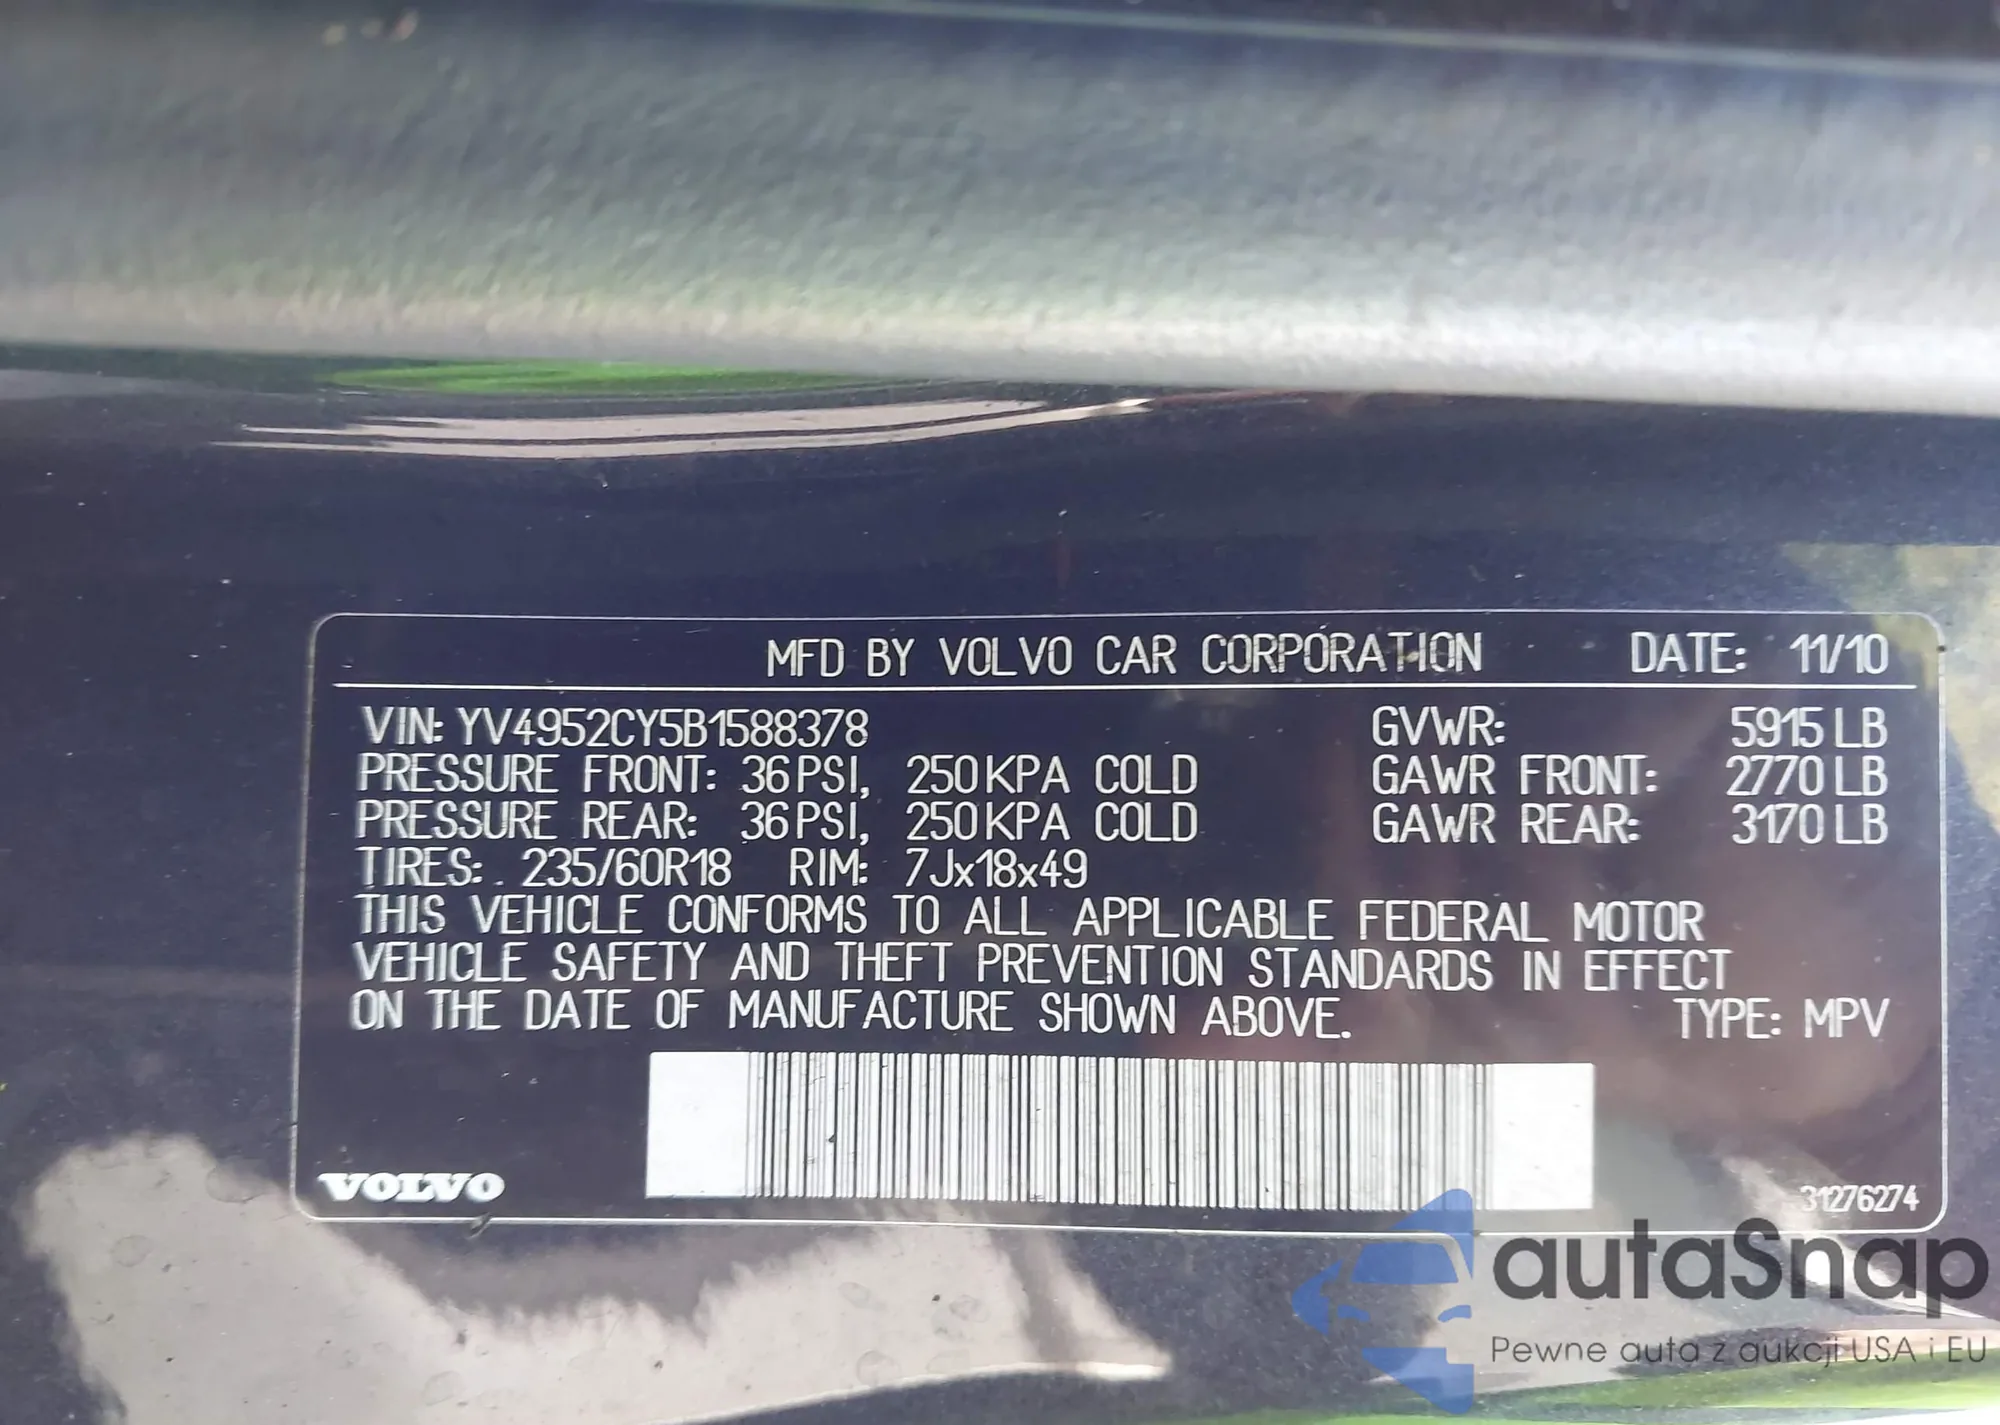 MFD BY VOLVO CAR CORPORATION DATE: 11/10
VIN: YV4952CY5B1588378 GVWR: 5915 LB
PRESSURE FRONT: 36 PSI, 250 KPA COLD GAWR FRONT: 2770 LB
PRESSURE REAR: 36 PSI, 250 KPA COLD GAWR REAR: 3170 LB
TIRES: 235/60R18 RIM: 7Jx18x49
THIS VEHICLE CONFORMS TO ALL APPLICABLE FEDERAL MOTOR
VEHICLE SAFETY AND THEFT PREVENTION STANDARDS IN EFFECT
ON THE DATE OF MANUFACTURE SHOWN ABOVE. TYPE: MPV
VOLVO 31276274
autaSnap
Pewne auta z aukcji USA i EU